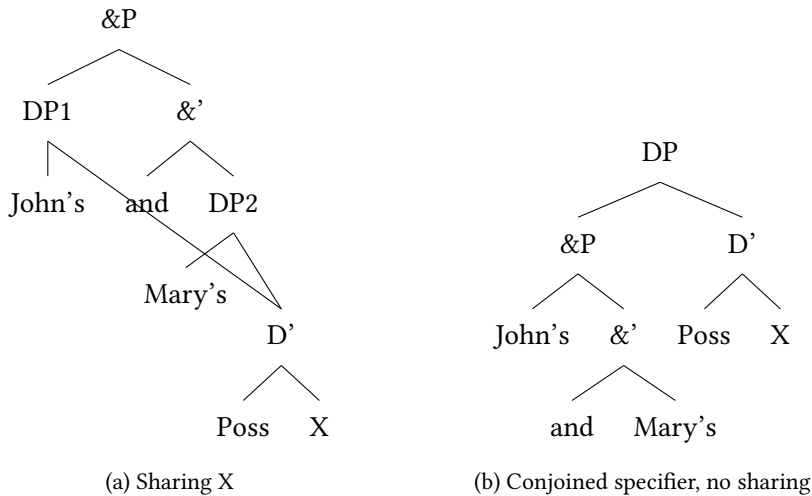 &P
DP1 &’
John’s and DP2
Mary’s
D’
Poss X
(a) Sharing X
DP
&P D’
John’s &’ Poss X
and Mary’s
(b) Conjoined specifier, no sharing